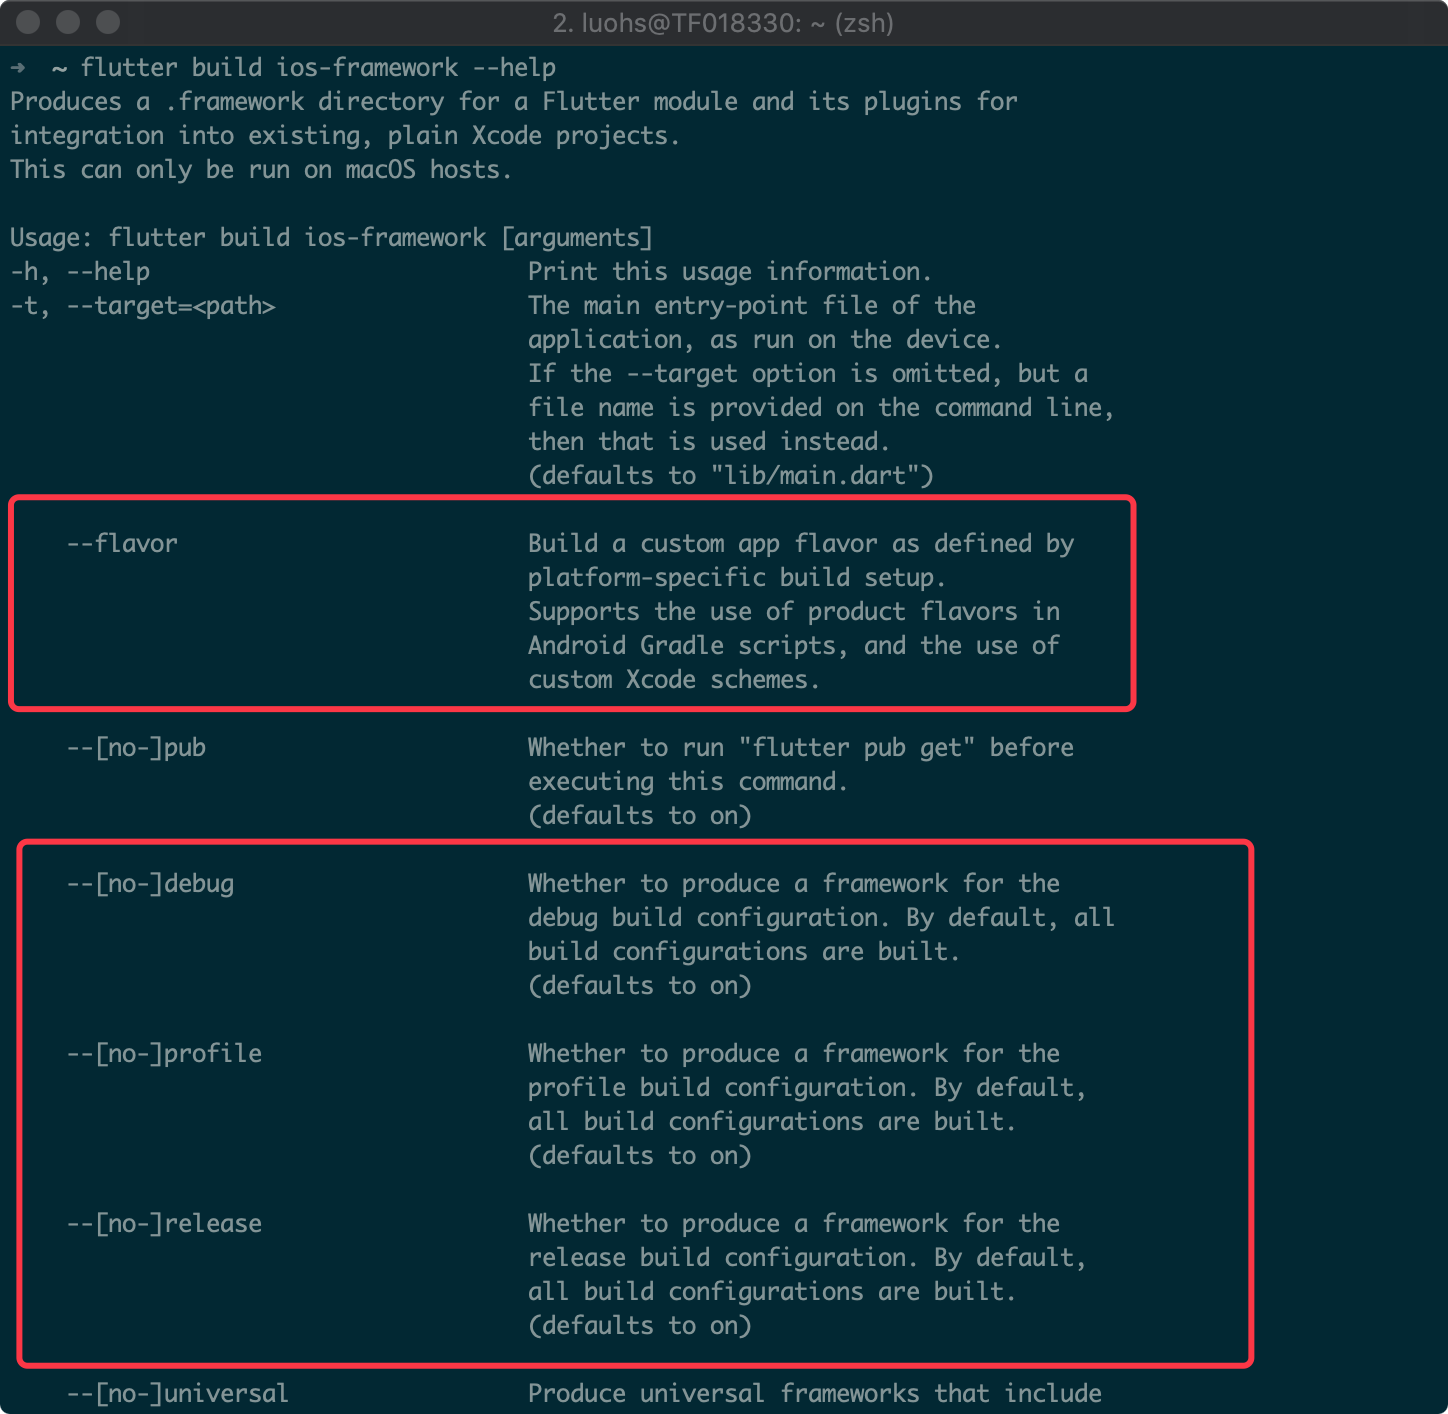 2. luohs@TF018330: ~ (zsh)
➜  ~ flutter build ios-framework --help
Produces a .framework directory for a Flutter module and its plugins for
integration into existing, plain Xcode projects.
This can only be run on macOS hosts.
Usage: flutter build ios-framework [arguments]
-h, --help                           Print this usage information.
-t, --target=<path>                  The main entry-point file of the
                                     application, as run on the device.
                                     If the --target option is omitted, but a
                                     file name is provided on the command line,
                                     then that is used instead.
                                     (defaults to "lib/main.dart")
    --flavor                         Build a custom app flavor as defined by
                                     platform-specific build setup.
                                     Supports the use of product flavors in
                                     Android Gradle scripts, and the use of
                                     custom Xcode schemes.
    --[no-]pub                       Whether to run "flutter pub get" before
                                     executing this command.
                                     (defaults to on)
    --[no-]debug                     Whether to produce a framework for the
                                     debug build configuration. By default, all
                                     build configurations are built.
                                     (defaults to on)
    --[no-]profile                   Whether to produce a framework for the
                                     profile build configuration. By default,
                                     all build configurations are built.
                                     (defaults to on)
    --[no-]release                   Whether to produce a framework for the
                                     release build configuration. By default,
                                     all build configurations are built.
                                     (defaults to on)
    --[no-]universal                 Produce universal frameworks that include